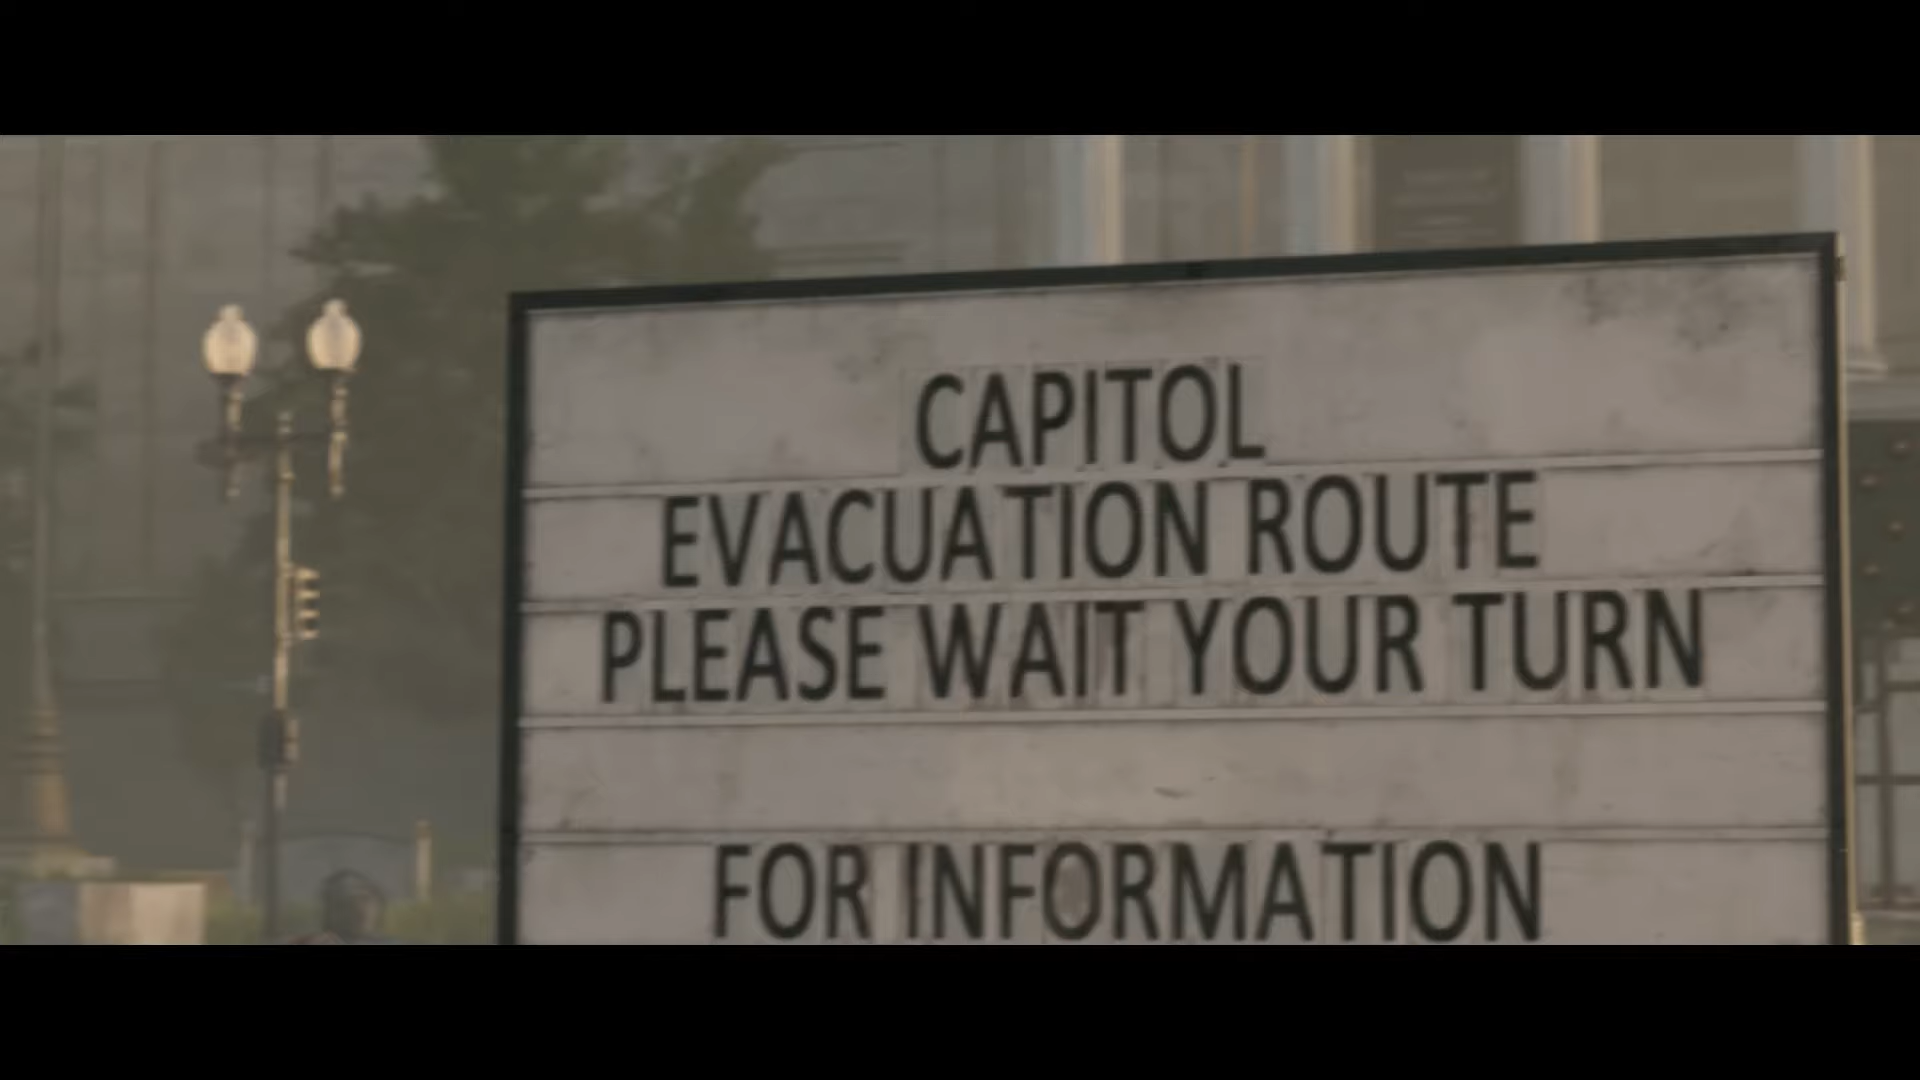 CAPITOL
EVACUATION ROUTE
PLEASE WAIT YOUR TURN
FOR INFORMATION